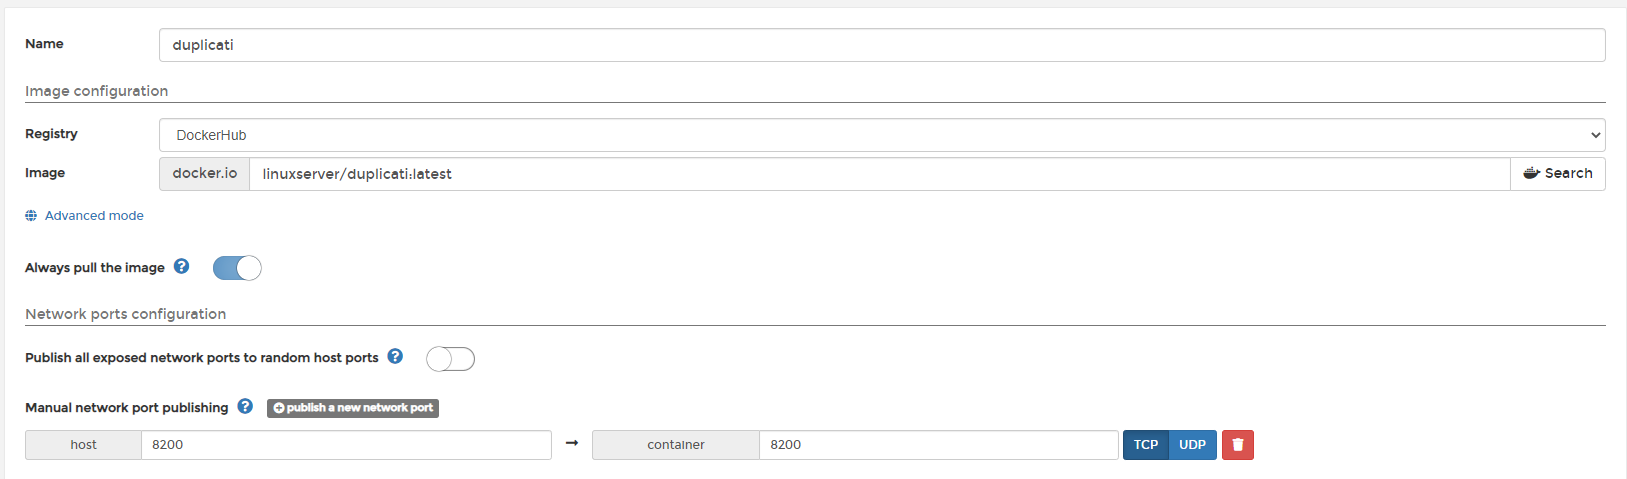 Name duplicati
Image configuration
Registry DockerHub
Image docker.io linuxserver/duplicati:latest Search
Advanced mode
Always pull the image ?
Network ports configuration
Publish all exposed network ports to random host ports ?
Manual network port publishing ? publish a new network port
host 8200 → container 8200 TCP UDP